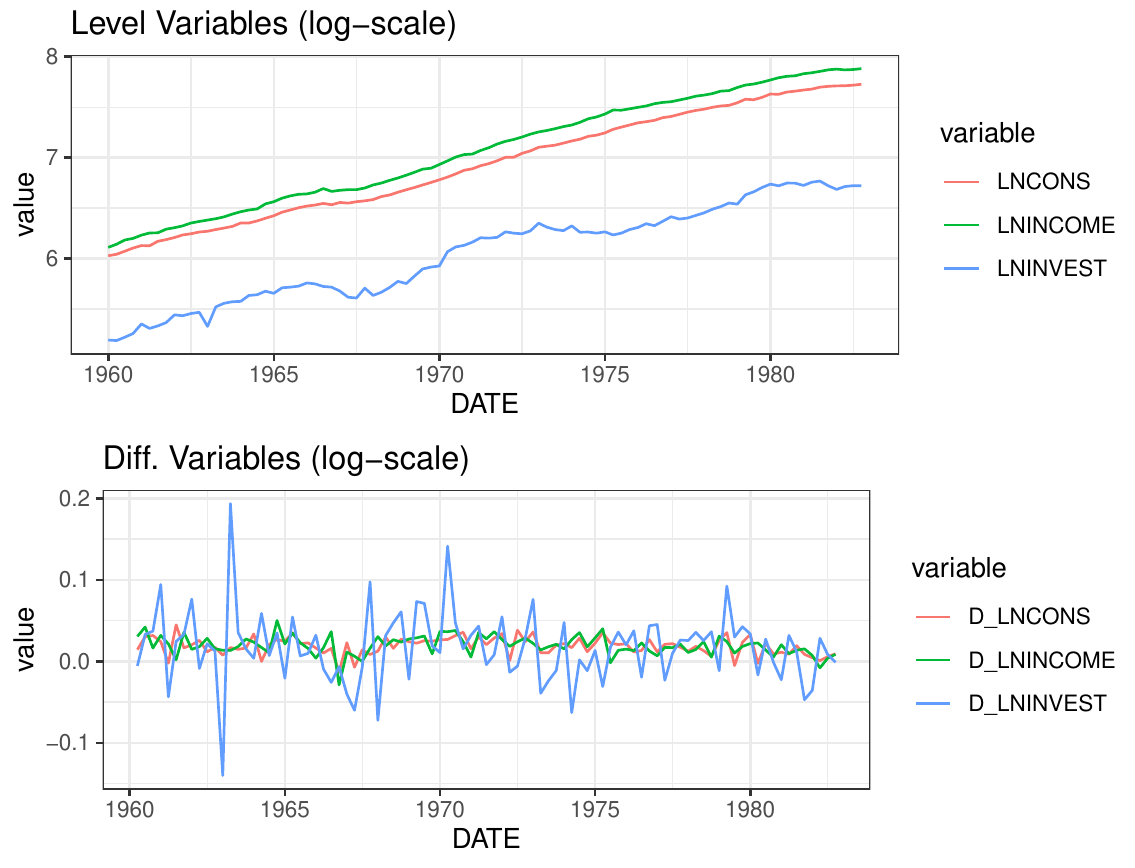 Level Variables (log−scale)
8
7
6
value
1960 1965 1970 1975 1980
DATE
variable
LNCONS
LNINCOME
LNINVEST
Diff. Variables (log−scale)
0.2
0.1
0.0
−0.1
value
1960 1965 1970 1975 1980
DATE
variable
D_LNCONS
D_LNINCOME
D_LNINVEST